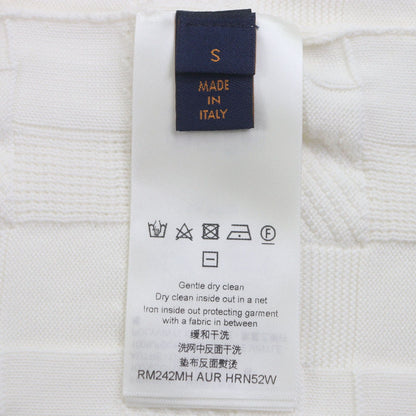 S
MADE
IN
ITALY
F
Gentle dry clean
Dry clean inside out in a net
Iron inside out protecting garment
with a fabric in between
缓和干洗
洗网中反面干洗
垫布反面熨烫
RM242MH AUR HRN52W